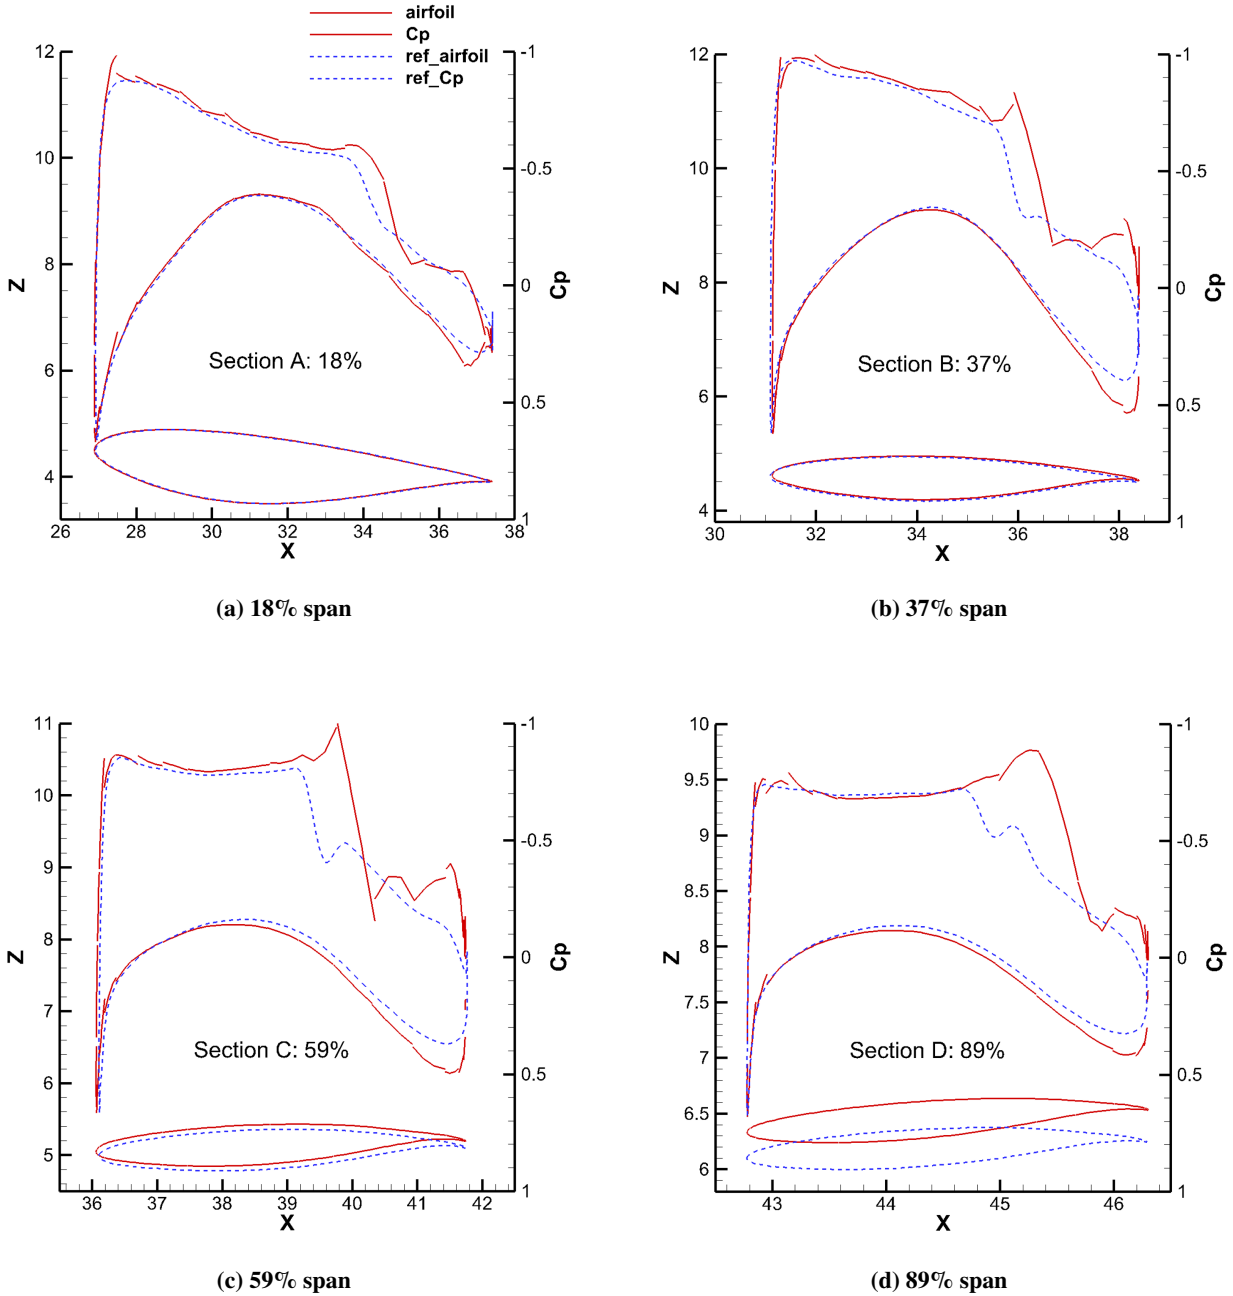 airfoil
Cp
ref_airfoil
ref_Cp
12
10
8
6
4
Z
-1
-0.5
0
0.5
1
Cp
Section A: 18%
26 28 30 32 34 36 38
X
(a) 18% span
12
10
8
6
4
Z
-1
-0.5
0
0.5
1
Cp
Section B: 37%
30 32 34 36 38
X
(b) 37% span
11
10
9
8
7
6
5
Z
-1
-0.5
0
0.5
1
Cp
Section C: 59%
36 37 38 39 40 41 42
X
(c) 59% span
10
9.5
9
8.5
8
7.5
7
6.5
6
Z
-1
-0.5
0
0.5
1
Cp
Section D: 89%
43 44 45 46
X
(d) 89% span